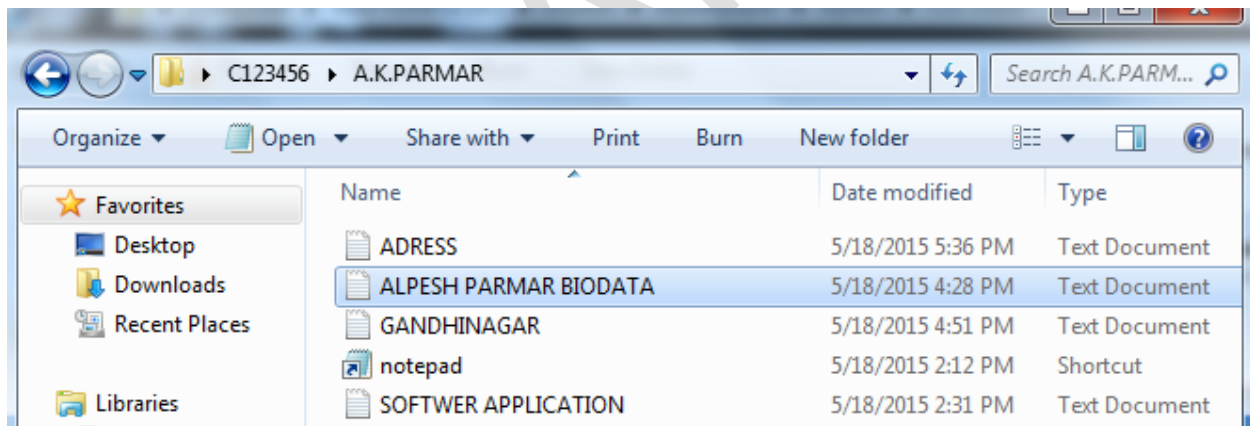 C123456 A.K.PARMAR Search A.K.PARM...
Organize Open Share with Print Burn New folder
Name Date modified Type
Favorites
Desktop ADRESS 5/18/2015 5:36 PM Text Document
Downloads ALPESH PARMAR BIODATA 5/18/2015 4:28 PM Text Document
Recent Places GANDHINAGAR 5/18/2015 4:51 PM Text Document
notepad 5/18/2015 2:12 PM Shortcut
Libraries SOFTWER APPLICATION 5/18/2015 2:31 PM Text Document